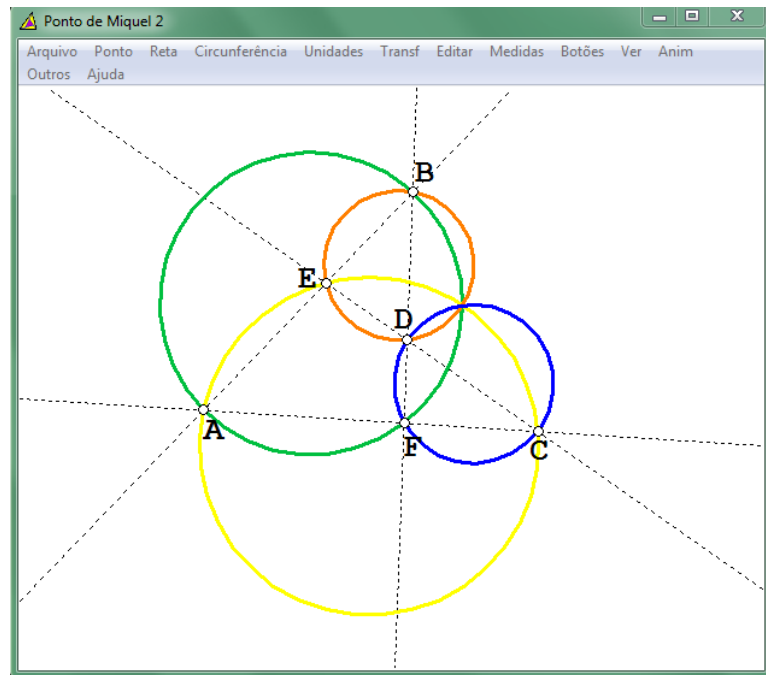 Ponto de Miquel 2
Arquivo Ponto Reta Circunferência Unidades Transf Editar Medidas Botões Ver Anim
Outros Ajuda
B
E
D
A
F
C